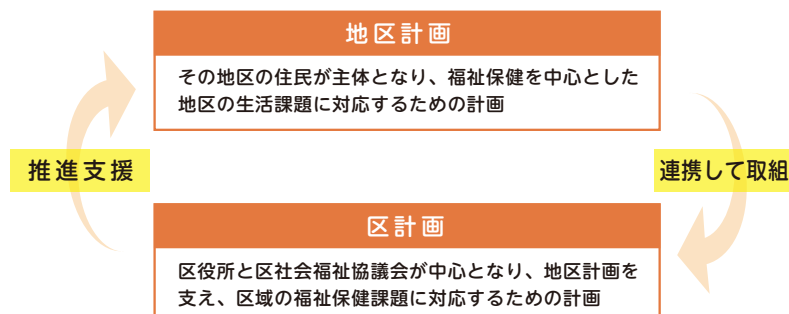 地区計画
その地区の住民が主体となり、福祉保健を中心とした
地区の生活課題に対応するための計画
推進支援
連携して取組
区計画
区役所と区社会福祉協議会が中心となり、地区計画を
支え、区域の福祉保健課題に対応するための計画